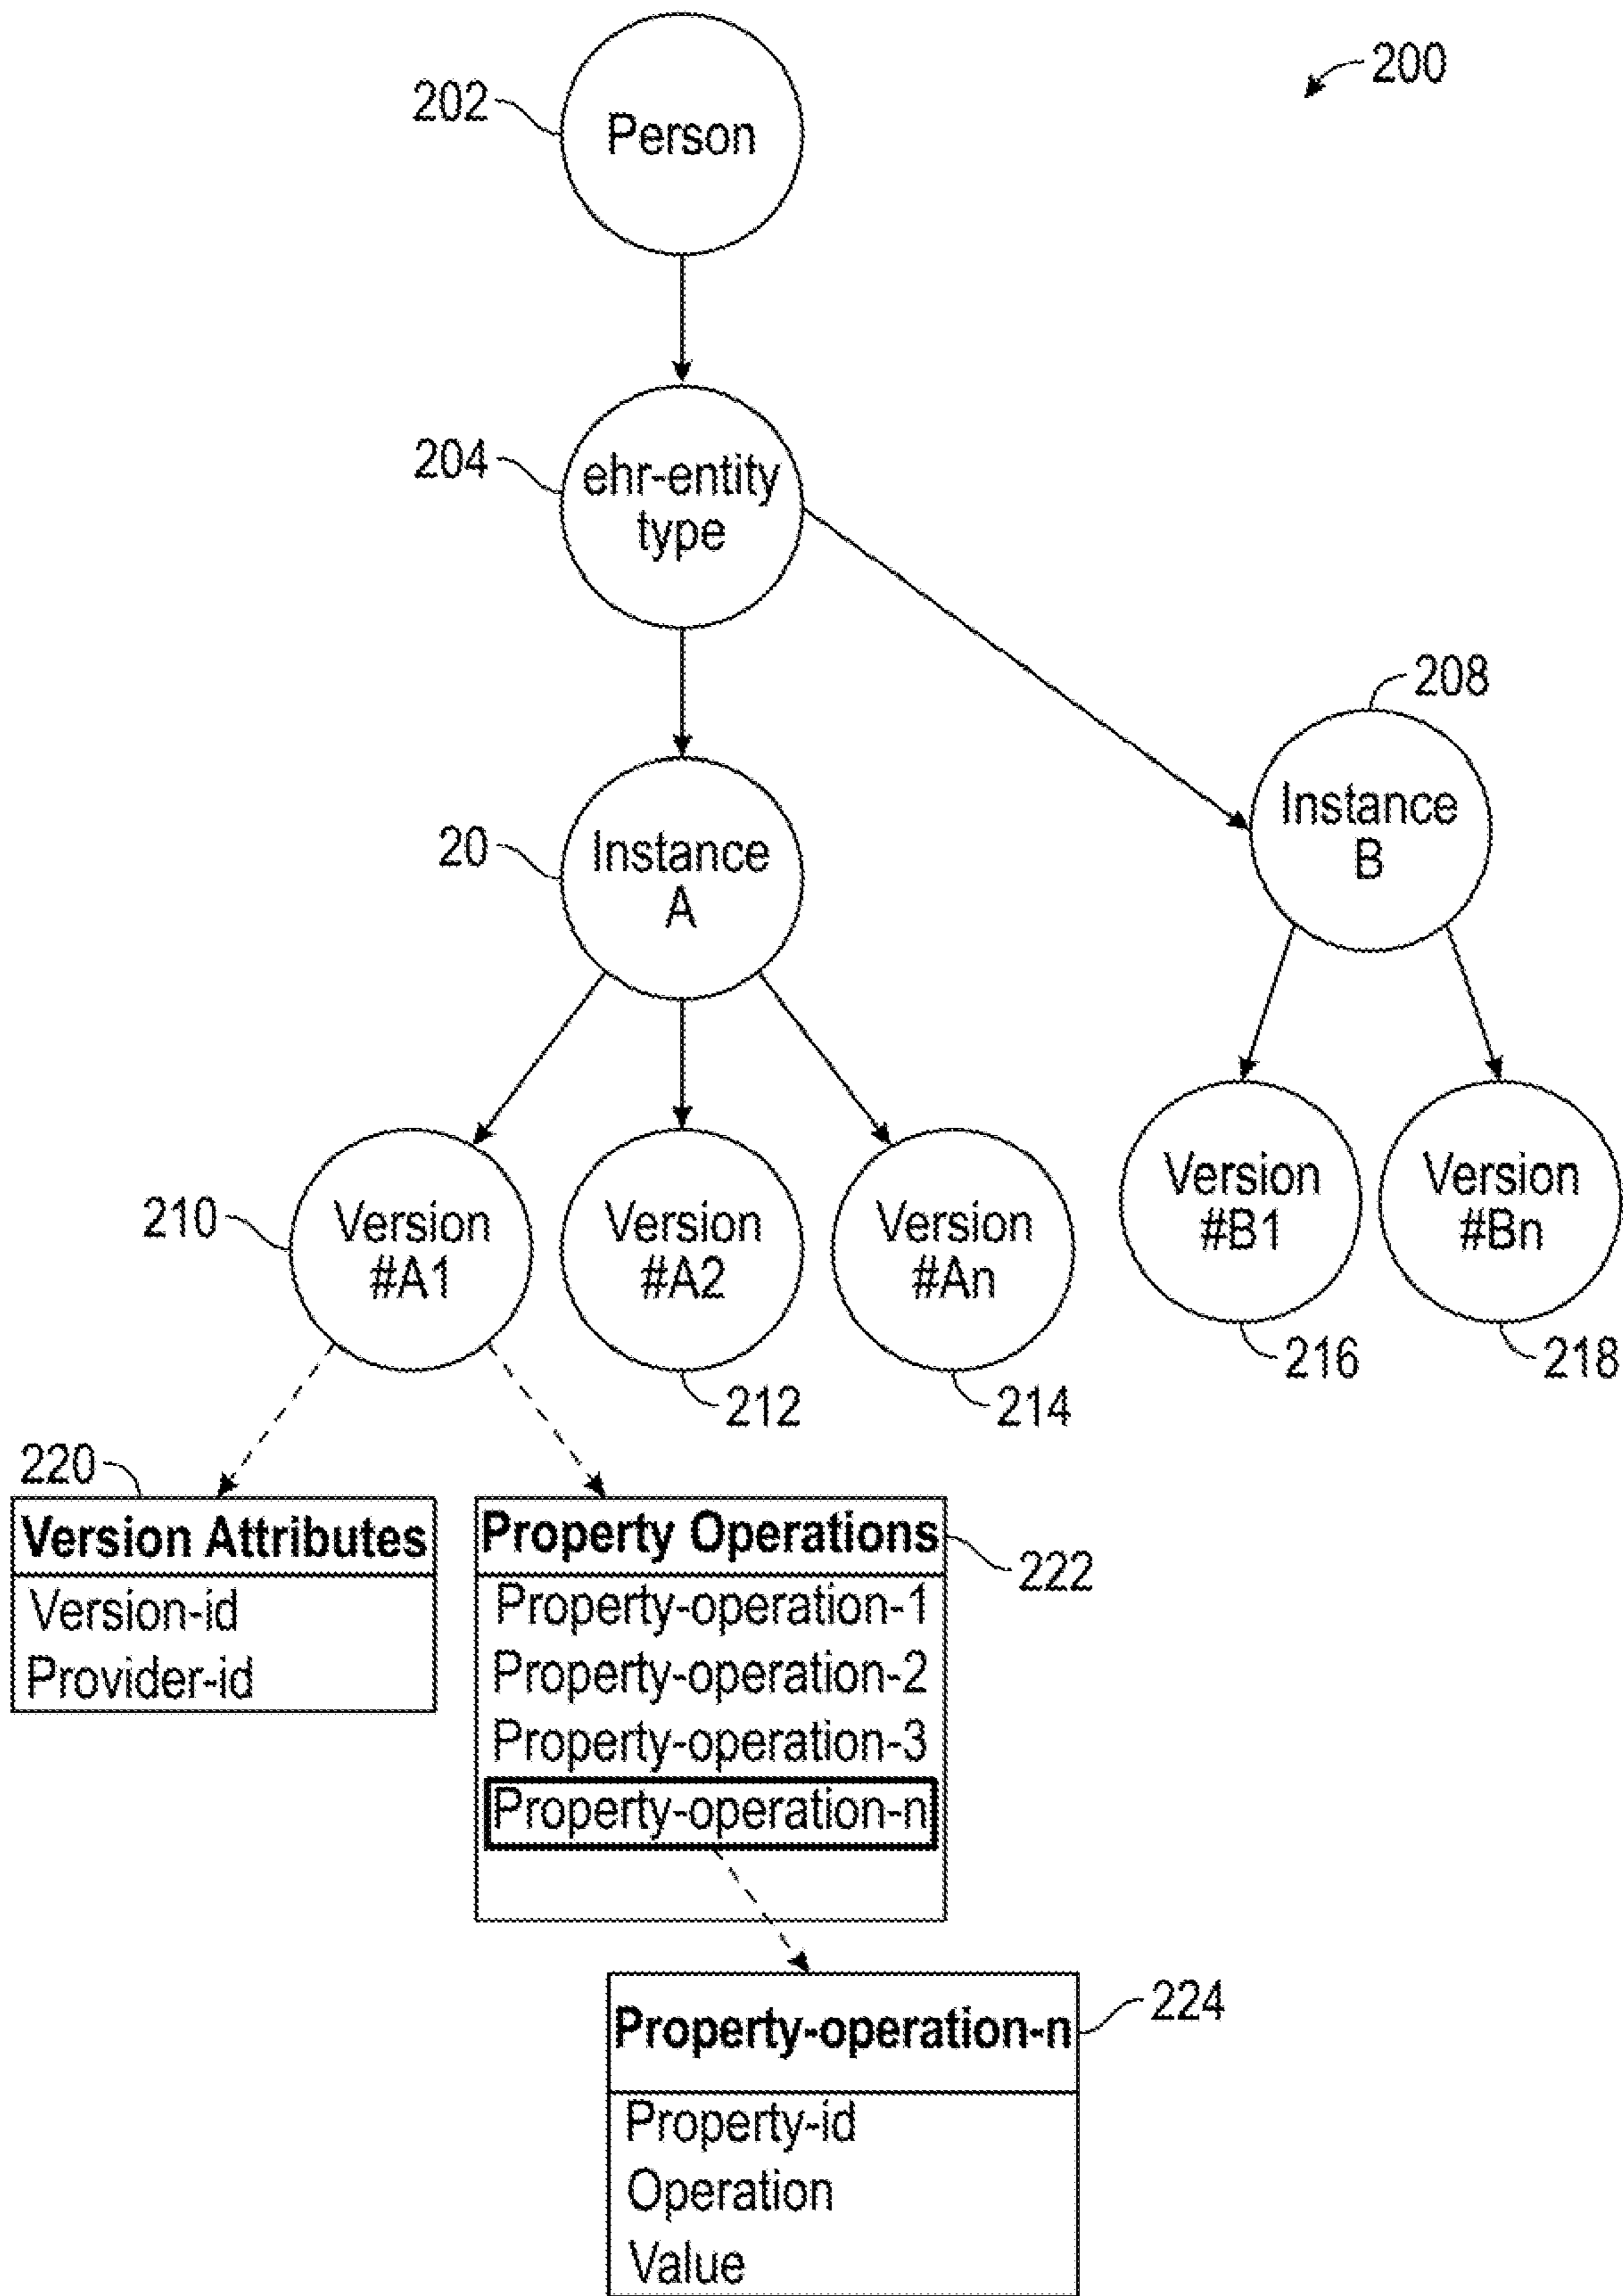 200
202
Person
204
ehr-entity
type
208
Instance
B
20
Instance
A
210
Version
#A1
Version
#A2
Version
#An
Version
#B1
Version
#Bn
216
218
212
214
220
Version Attributes
Version-id
Provider-id
Property Operations
222
Property-operation-1
Property-operation-2
Property-operation-3
Property-operation-n
Property-operation-n
224
Property-id
Operation
Value